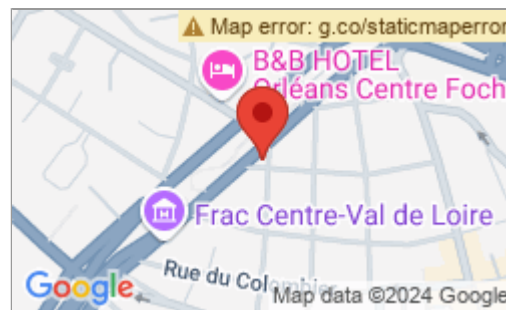 Map error: g.co/staticmaperror
B&B HOTEL
Orléans Centre Foch
Frac Centre-Val de Loire
Rue du Colombier
Google
Map data ©2024 Google